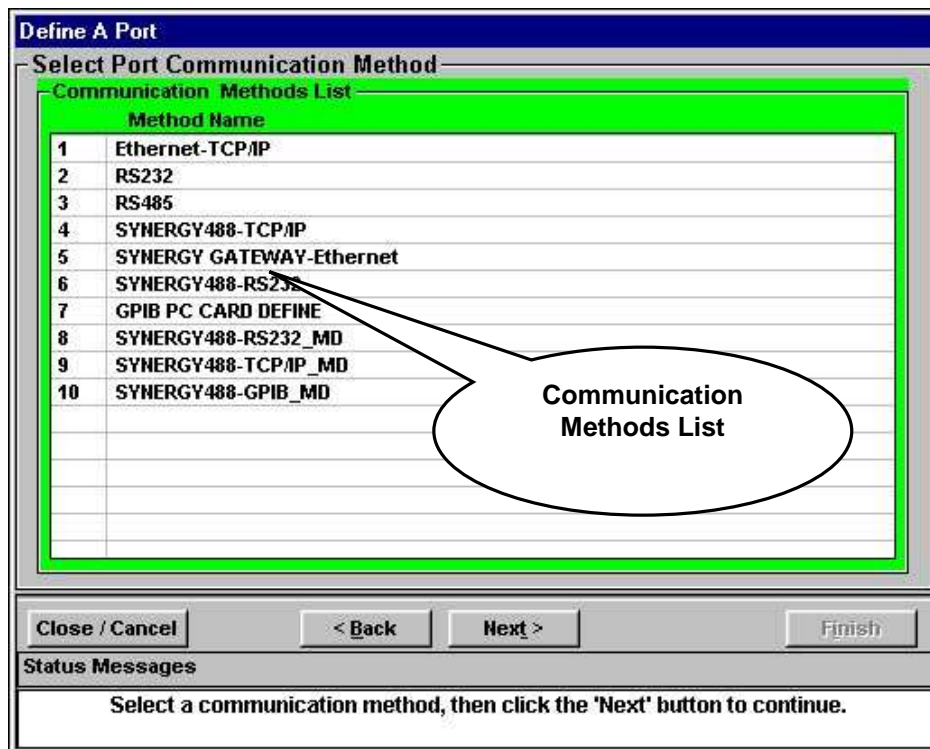 Define A Port
Select Port Communication Method
Communication Methods List
Method Name
1 Ethernet-TCP/IP
2 RS232
3 RS485
4 SYNERGY488-TCP/IP
5 SYNERGY GATEWAY-Ethernet
6 SYNERGY488-RS232
7 GPIB PC CARD DEFINE
8 SYNERGY488-RS232_MD
9 SYNERGY488-TCP/IP_MD
10 SYNERGY488-GPIB_MD
Communication
Methods List
Close / Cancel < Back Next > Finish
Status Messages
Select a communication method, then click the 'Next' button to continue.